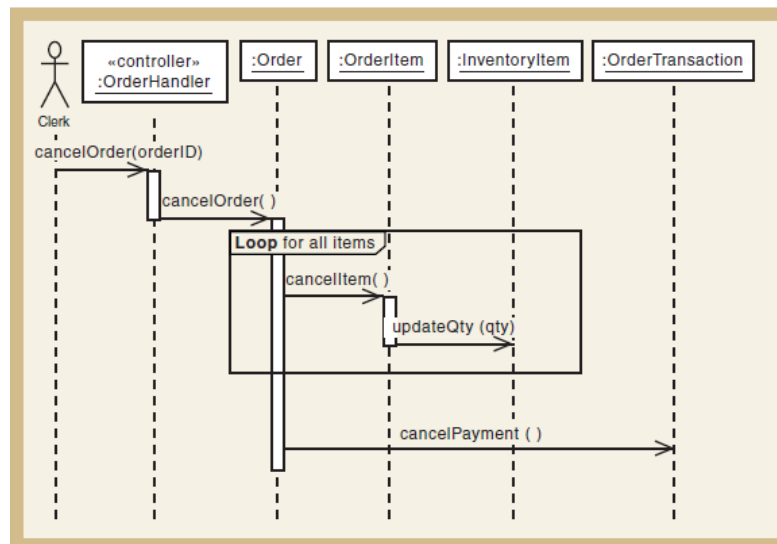 «controller»
:OrderHandler
:Order
:OrderItem
:InventoryItem
:OrderTransaction
Clerk
cancelOrder(orderID)
cancelOrder( )
Loop for all items
cancelItem( )
updateQty (qty)
cancelPayment ( )